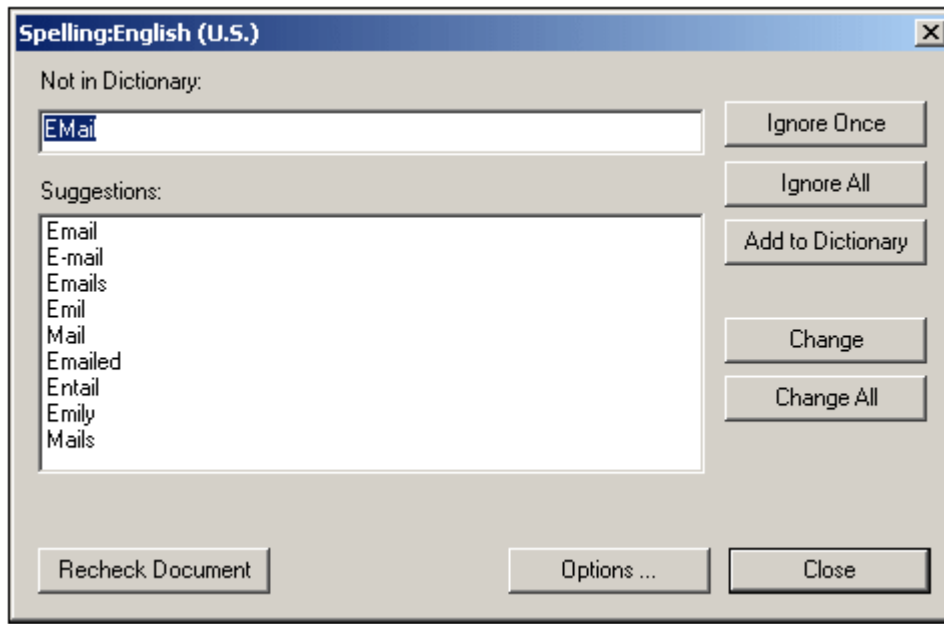 Spelling:English (U.S.)
Not in Dictionary:
EMail
Ignore Once
Ignore All
Suggestions:
Email
E-mail
Emails
Emil
Mail
Emailed
Entail
Emily
Mails
Add to Dictionary
Change
Change All
Recheck Document
Options ...
Close